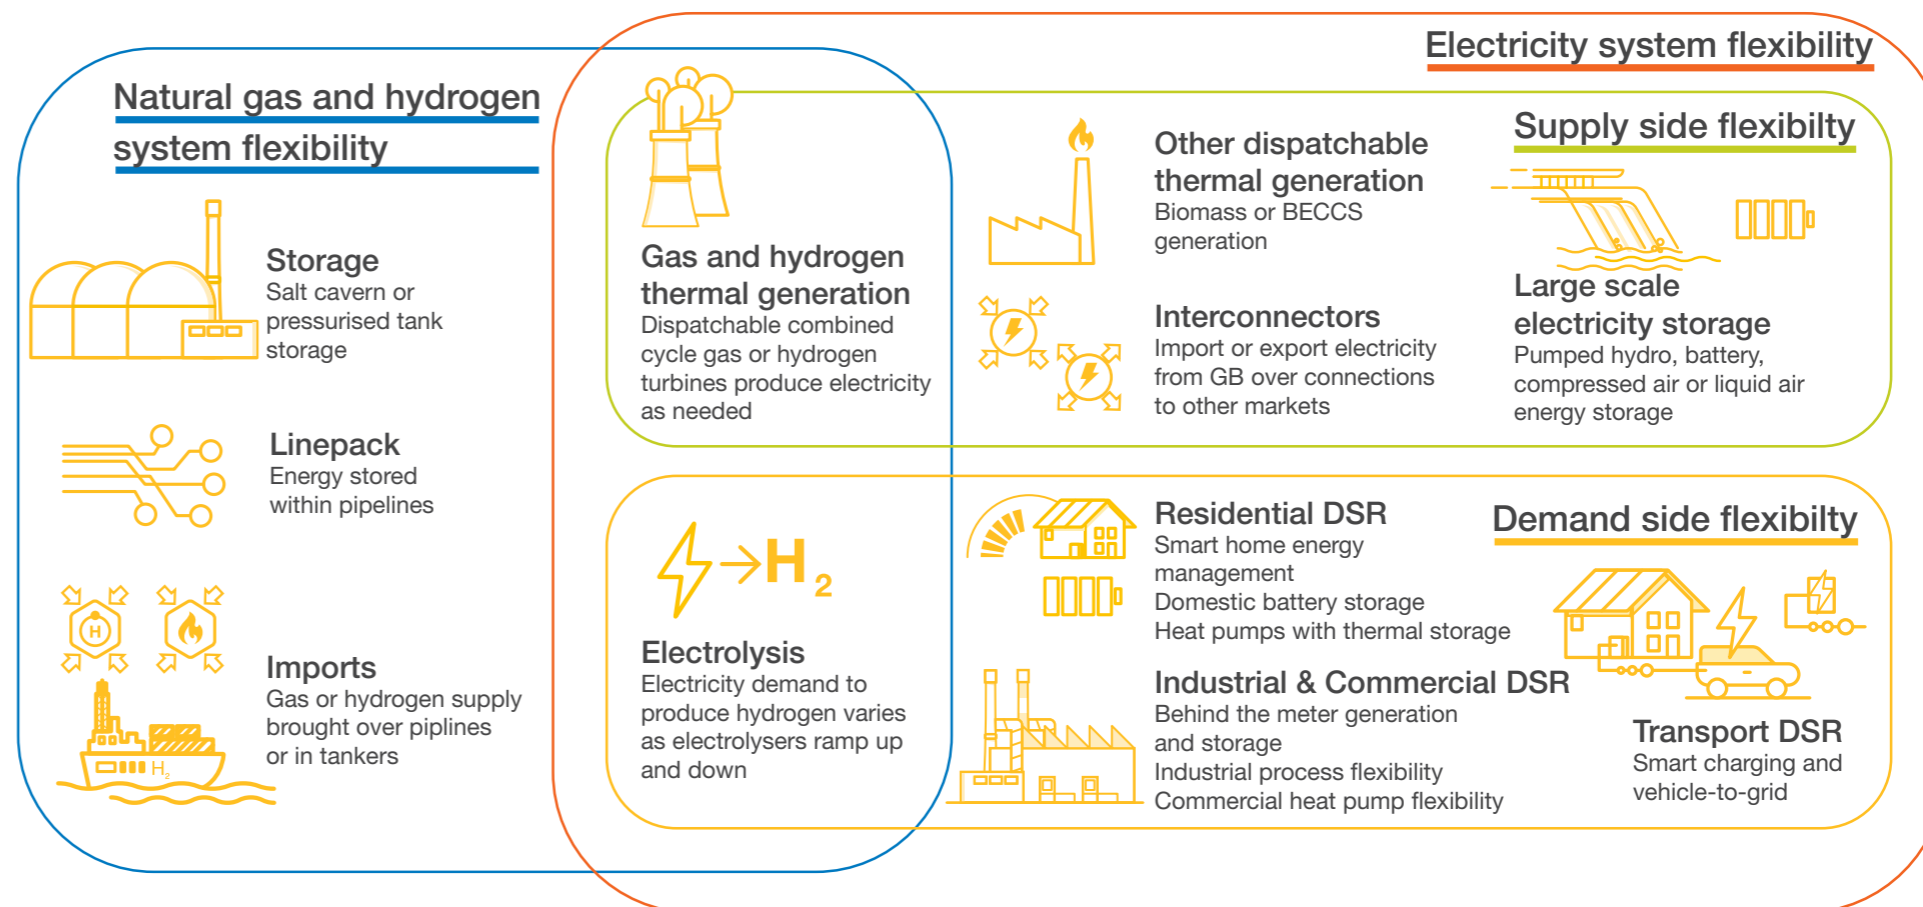 Electricity system flexibility
Natural gas and hydrogen
system flexibility
Storage
Salt cavern or
pressurised tank
storage
Linepack
Energy stored
within pipelines
H
Imports
Gas or hydrogen supply
brought over piplines
or in tankers
H2
Gas and hydrogen
thermal generation
Dispatchable combined
cycle gas or hydrogen
turbines produce electricity
as needed
Other dispatchable
thermal generation
Biomass or BECCS
generation
Interconnectors
Import or export electricity
from GB over connections
to other markets
Supply side flexibilty
Large scale
electricity storage
Pumped hydro, battery,
compressed air or liquid air
energy storage
H2
Electrolysis
Electricity demand to
produce hydrogen varies
as electrolysers ramp up
and down
Residential DSR
Smart home energy
management
Domestic battery storage
Heat pumps with thermal storage
Industrial & Commercial DSR
Behind the meter generation
and storage
Industrial process flexibility
Commercial heat pump flexibility
Demand side flexibilty
Transport DSR
Smart charging and
vehicle-to-grid